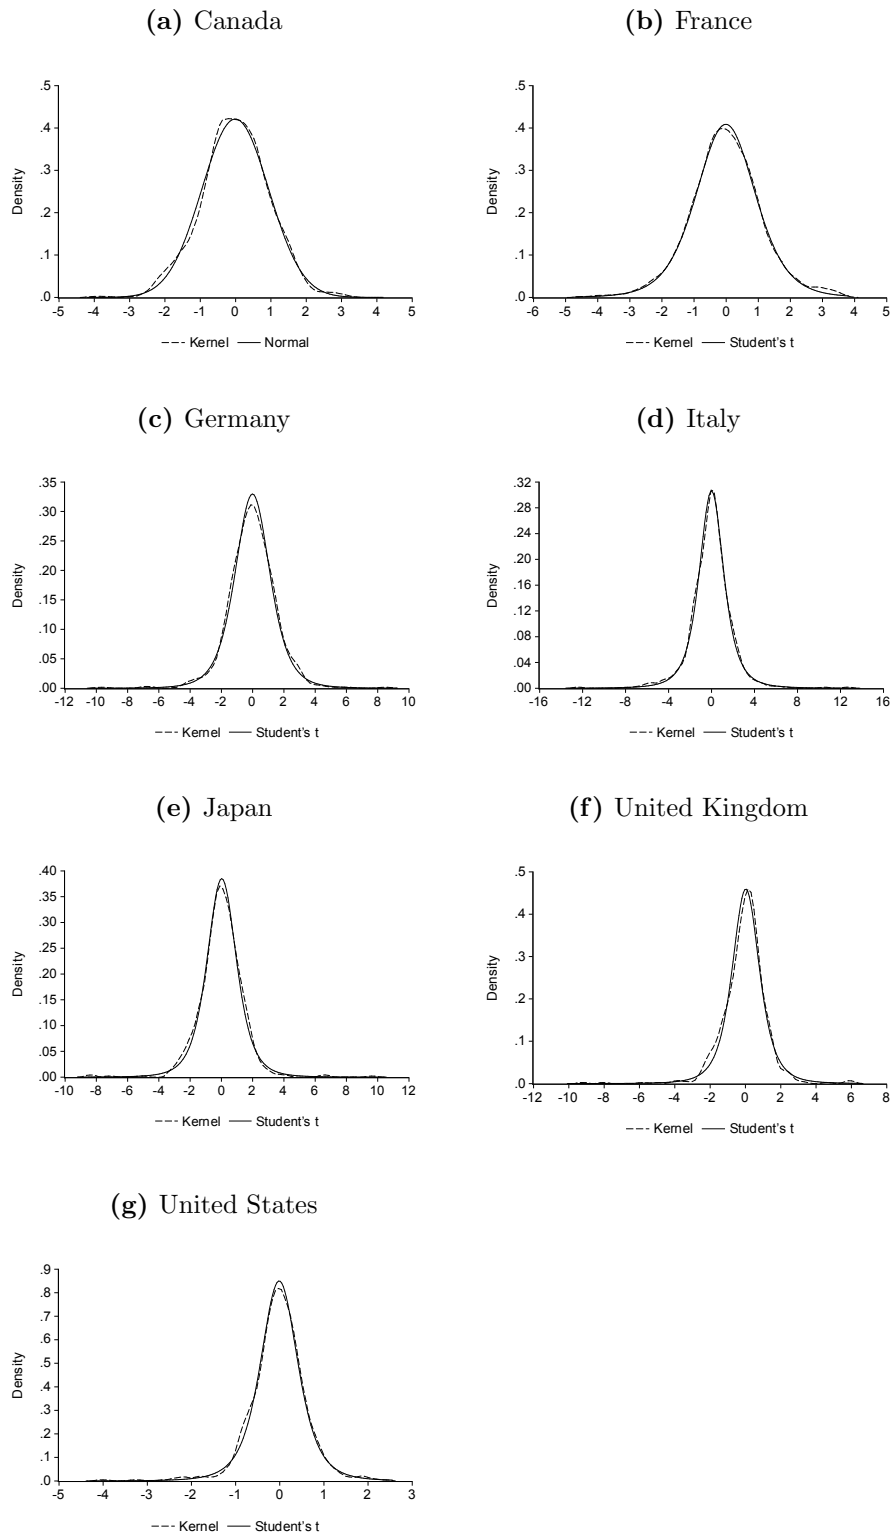 (a) Canada
.5
.4
.3
.2
.1
.0
Density
-5 -4 -3 -2 -1 0 1 2 3 4 5
Kernel Normal
(b) France
.5
.4
.3
.2
.1
.0
Density
-6 -5 -4 -3 -2 -1 0 1 2 3 4 5
Kernel Student's t
(c) Germany
.35
.30
.25
.20
.15
.10
.05
.00
Density
-12 -10 -8 -6 -4 -2 0 2 4 6 8 10
Kernel Student's t
(d) Italy
.32
.28
.24
.20
.16
.12
.08
.04
.00
Density
-16 -12 -8 -4 0 4 8 12 16
Kernel Student's t
(e) Japan
.40
.35
.30
.25
.20
.15
.10
.05
.00
Density
-10 -8 -6 -4 -2 0 2 4 6 8 10 12
Kernel Student's t
(f) United Kingdom
.5
.4
.3
.2
.1
.0
Density
-12 -10 -8 -6 -4 -2 0 2 4 6 8
Kernel Student's t
(g) United States
.9
.8
.7
.6
.5
.4
.3
.2
.1
.0
Density
-5 -4 -3 -2 -1 0 1 2 3
Kernel Student's t